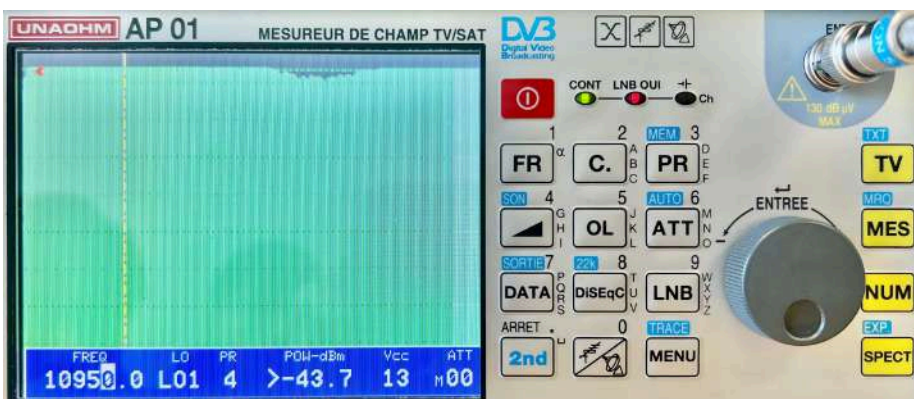 UNAOHM AP 01 MESUREUR DE CHAMP TV/SAT
DVB
Digital Video
Broadcasting
CONT LNB OUI Ch
130 dBµV
MAX
1 2 MEM. 3
FR α C. A B C PR D E F
TXT
TV
SON 4 5 AUTO 6
G H I OL J K L ATT M N O
ENTREE
MRQ
MES
SORTIE 7 22k 8 9
DATA P Q R S DiSEqC T U V LNB W X Y Z
NUM
ARRET . 0 TRACE
2nd MENU
EXP.
SPECT
FREQ LO PR POW-dBm Vcc ATT
10950.0 LO1 4 >-43.7 13 M00